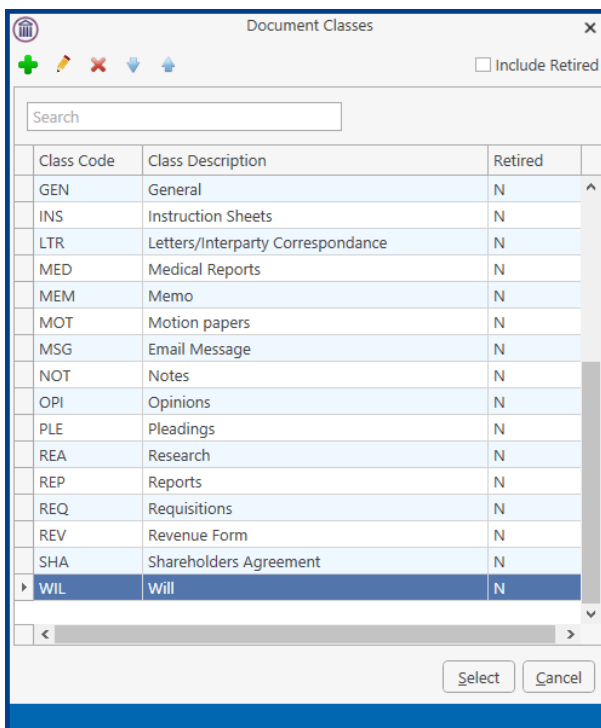 Document Classes
Include Retired
Search
Class Code Class Description Retired
GEN General N
INS Instruction Sheets N
LTR Letters/Interparty Correspondance N
MED Medical Reports N
MEM Memo N
MOT Motion papers N
MSG Email Message N
NOT Notes N
OPI Opinions N
PLE Pleadings N
REA Research N
REP Reports N
REQ Requisitions N
REV Revenue Form N
SHA Shareholders Agreement N
WIL Will N
Select Cancel